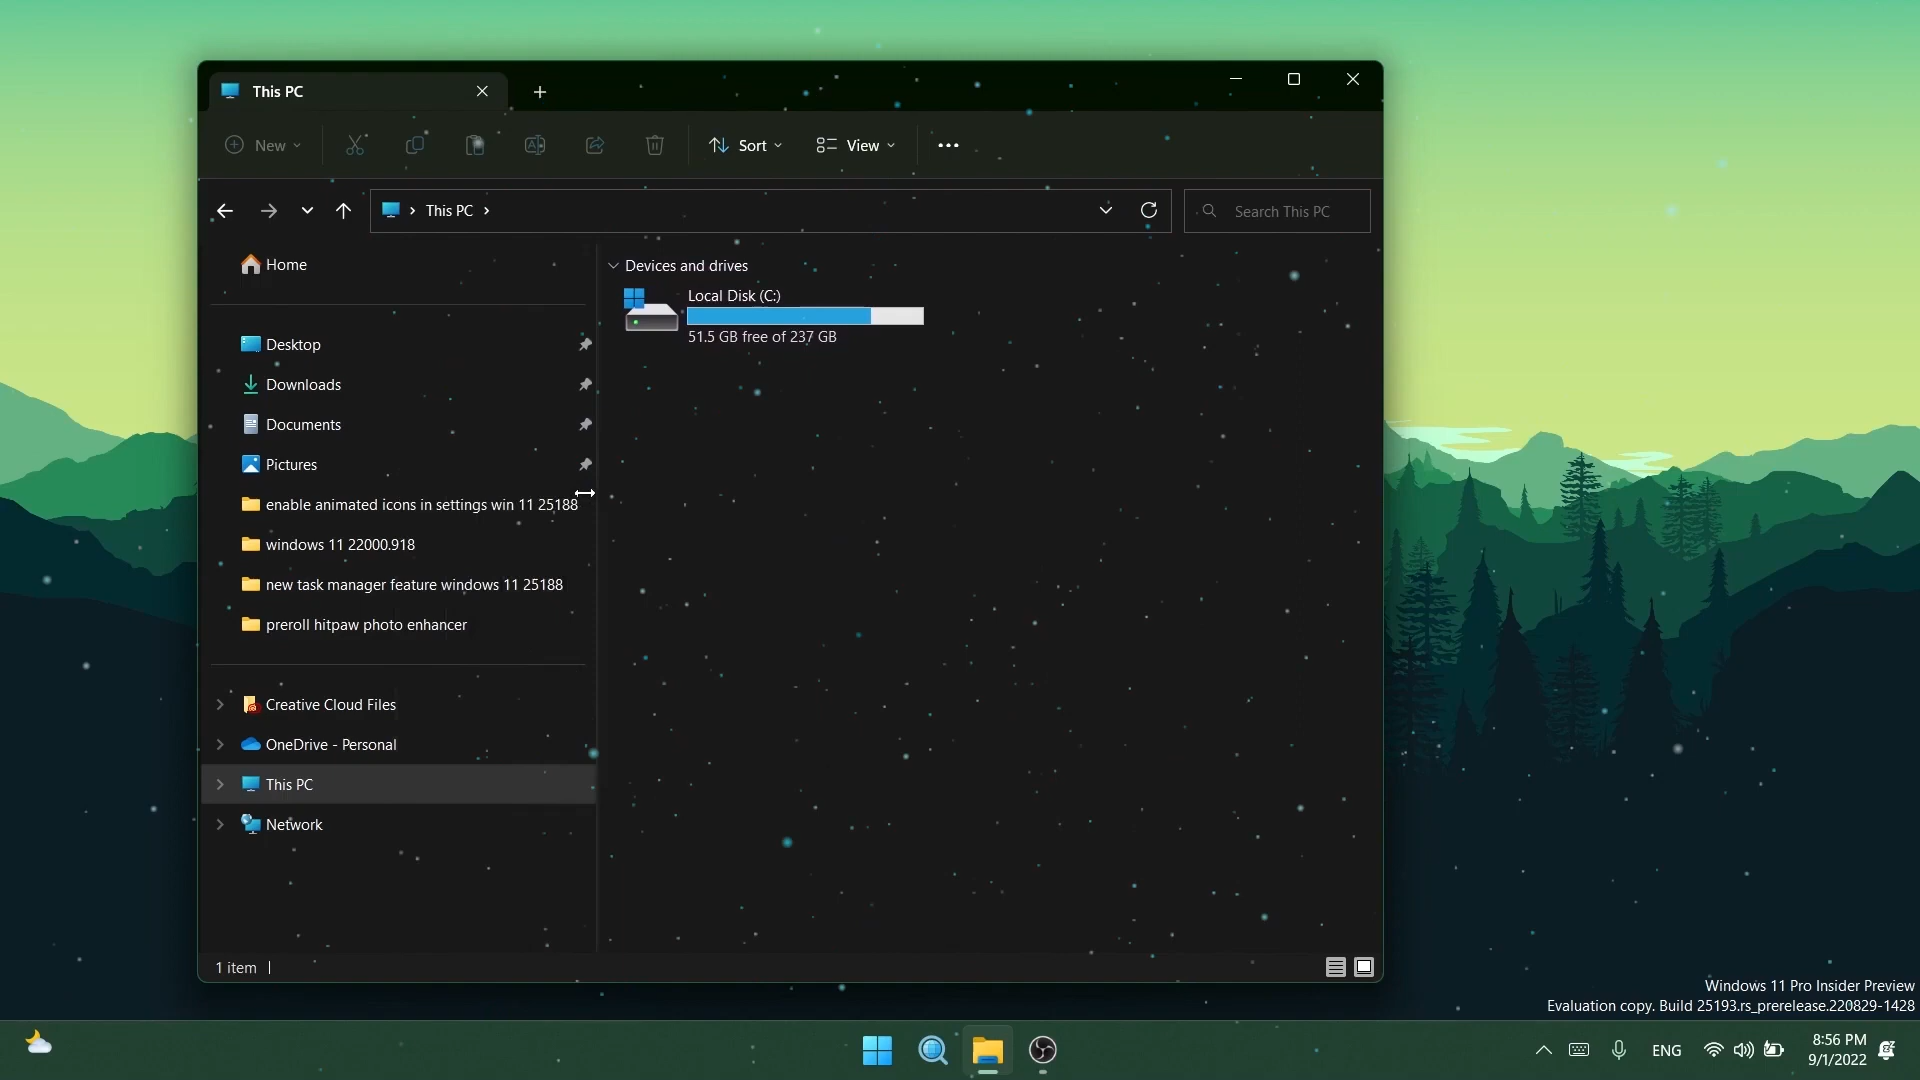 This PC
New
Sort
View
This PC
Search This PC
Home
Desktop
Downloads
Documents
Pictures
enable animated icons in settings win 11 25188
windows 11 22000.918
new task manager feature windows 11 25188
preroll hitpaw photo enhancer
Creative Cloud Files
OneDrive - Personal
This PC
Network
Devices and drives
Local Disk (C:)
51.5 GB free of 237 GB
1 item
Windows 11 Pro Insider Preview
Evaluation copy. Build 25193.rs_prerelease.220829-1428
ENG
8:56 PM
9/1/2022